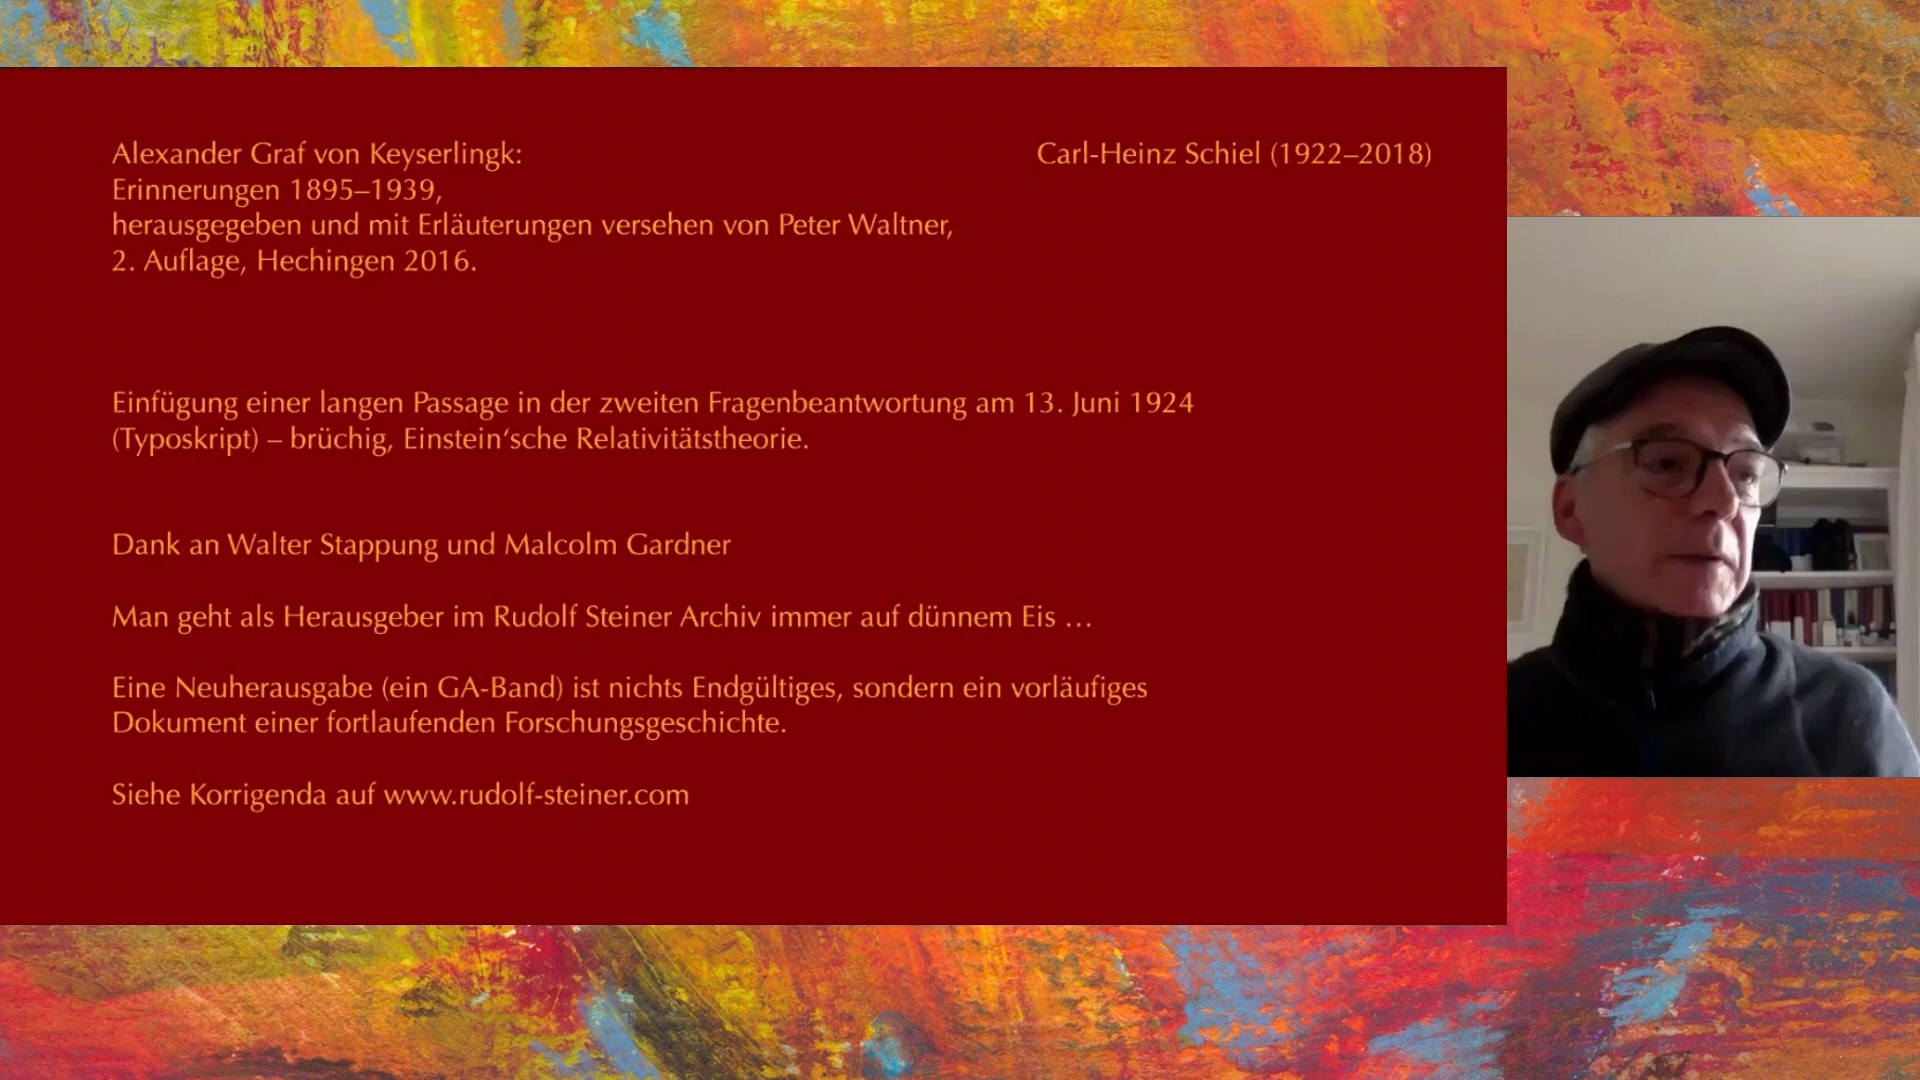 Alexander Graf von Keyserlingk:
Carl-Heinz Schiel (1922–2018)
Erinnerungen 1895–1939,
herausgegeben und mit Erläuterungen versehen von Peter Waltner,
2. Auflage, Hechingen 2016.
Einfügung einer langen Passage in der zweiten Fragenbeantwortung am 13. Juni 1924
(Typoskript) – brüchig, Einstein‘sche Relativitätstheorie.
Dank an Walter Stappung und Malcolm Gardner
Man geht als Herausgeber im Rudolf Steiner Archiv immer auf dünnem Eis …
Eine Neuherausgabe (ein GA-Band) ist nichts Endgültiges, sondern ein vorläufiges
Dokument einer fortlaufenden Forschungsgeschichte.
Siehe Korrigenda auf www.rudolf-steiner.com